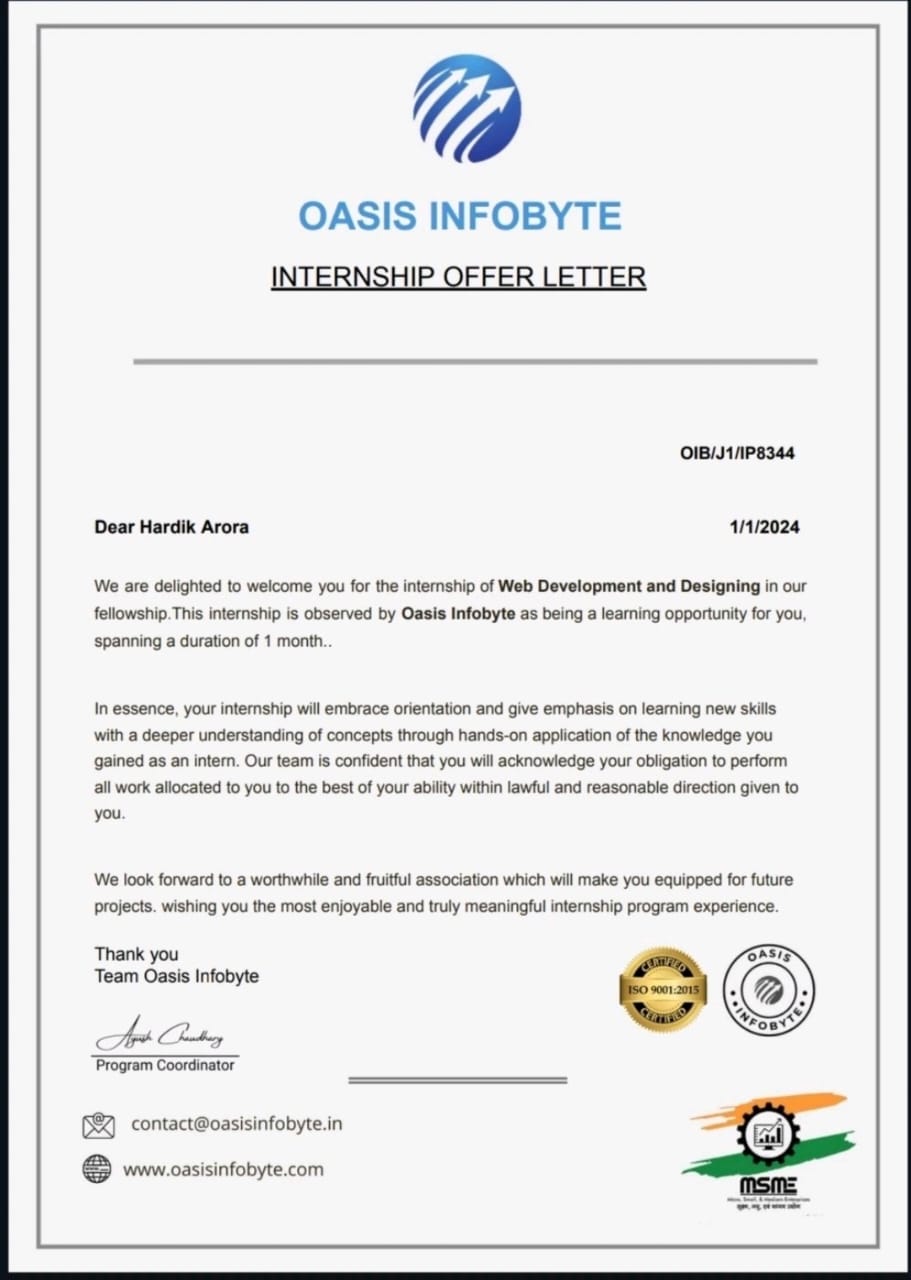 OASIS INFOBYTE
INTERNSHIP OFFER LETTER
OIB/J1/IP8344
Dear Hardik Arora 1/1/2024
We are delighted to welcome you for the internship of Web Development and Designing in our
fellowship.This internship is observed by Oasis Infobyte as being a learning opportunity for you,
spanning a duration of 1 month..
In essence, your internship will embrace orientation and give emphasis on learning new skills
with a deeper understanding of concepts through hands-on application of the knowledge you
gained as an intern. Our team is confident that you will acknowledge your obligation to perform
all work allocated to you to the best of your ability within lawful and reasonable direction given to
you.
We look forward to a worthwhile and fruitful association which will make you equipped for future
projects. wishing you the most enjoyable and truly meaningful internship program experience.
Thank you
Team Oasis Infobyte
Ayush Chaudhary
Program Coordinator
CERTIFIED
ISO 9001:2015
CERTIFIED
OASIS
INFOBYTE
contact@oasisinfobyte.in
www.oasisinfobyte.com
MSME
Micro, Small, & Medium Enterprises
सूक्ष्म, लघु, एवं मध्यम उद्योग